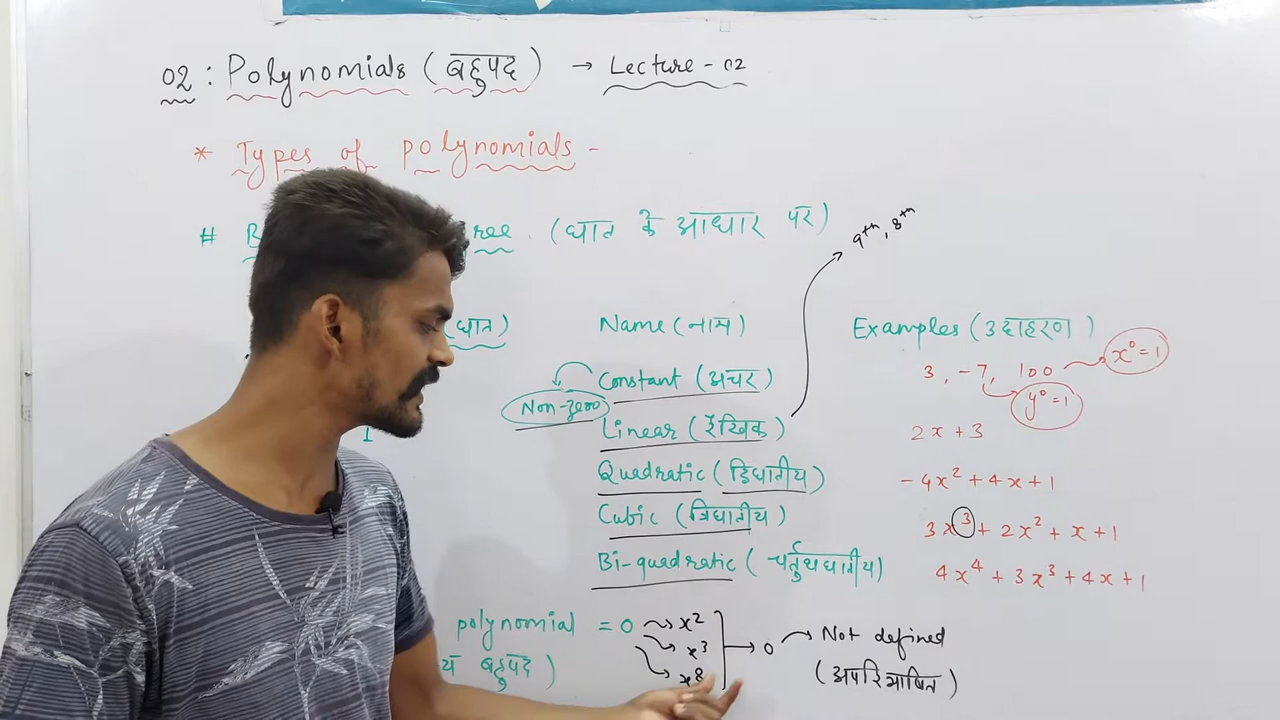 02 : Polynomials (बहुपद) → Lecture - 02
* Types of polynomials -
# B ree (घात के आधार पर)
9th, 8th
(घात) Name (नाम) Examples (उदाहरण)
Constant (अचर) 3, -7, 100 x⁰=1
Non-zero y⁰=1
1 Linear (रैखिक) 2x+3
Quadratic (द्विघातीय) -4x²+4x+1
Cubic (त्रिघातीय) 3x³+2x²+x+1
Bi-quadratic (चर्तुथघातीय) 4x⁴+3x³+4x+1
polynomial = 0 x² x³ x⁸ → 0 Not defined
य बहुपद) (अपरिभाषित)